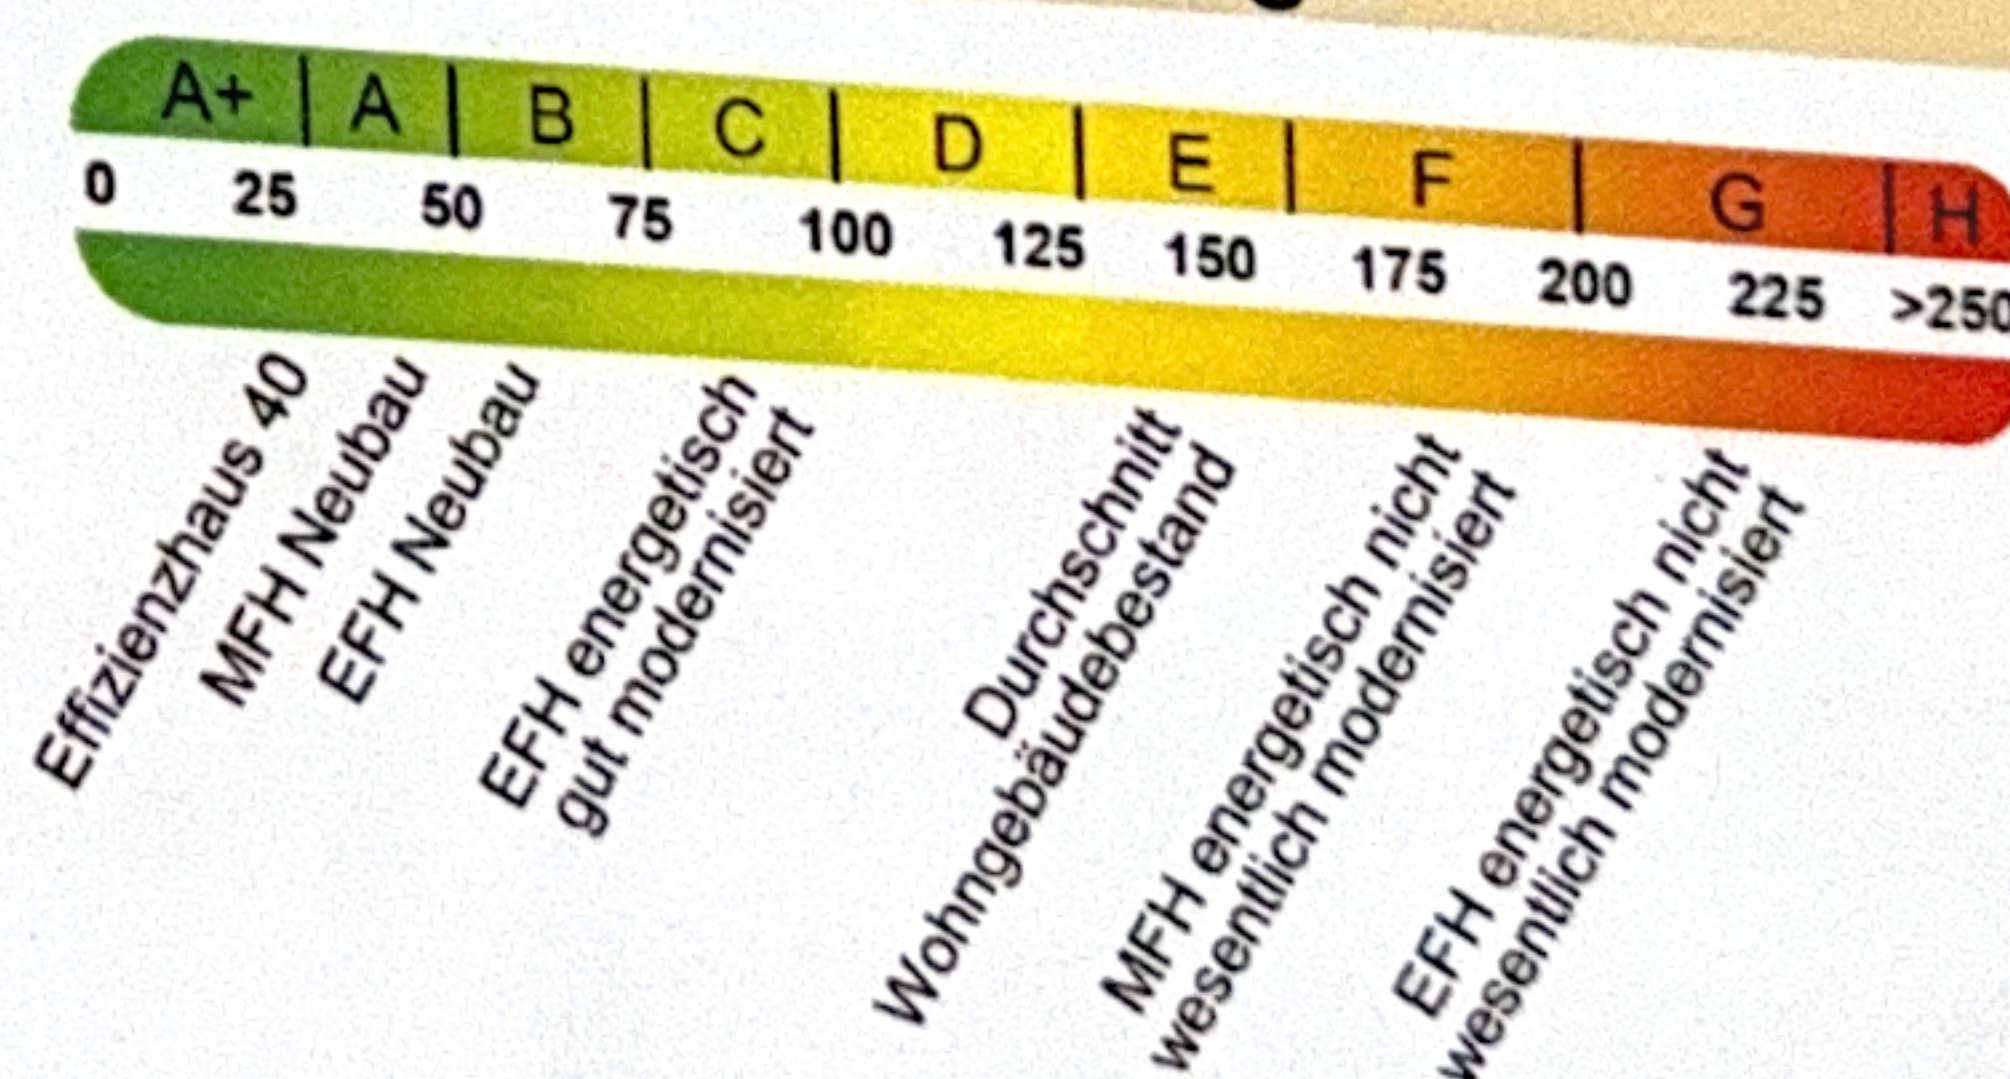 A+ A B C D E F G H
0 25 50 75 100 125 150 175 200 225 >250
Effizienzhaus 40
MFH Neubau
EFH Neubau
EFH energetisch
gut modernisiert
Durchschnitt
Wohngebäudebestand
MFH energetisch nicht
wesentlich modernisiert
EFH energetisch nicht
wesentlich modernisiert